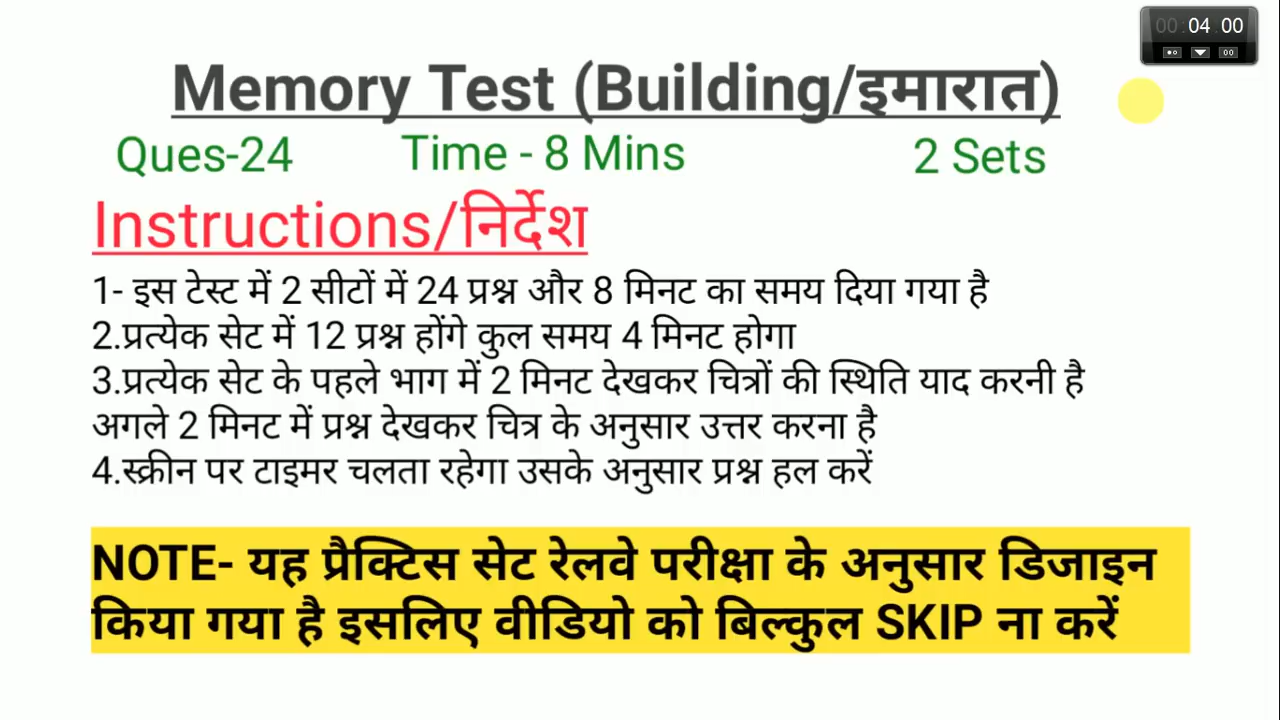 00:04.00
Memory Test (Building/इमारात)
Ques-24 Time - 8 Mins 2 Sets
Instructions/निर्देश
1- इस टेस्ट में 2 सीटों में 24 प्रश्न और 8 मिनट का समय दिया गया है
2.प्रत्येक सेट में 12 प्रश्न होंगे कुल समय 4 मिनट होगा
3.प्रत्येक सेट के पहले भाग में 2 मिनट देखकर चित्रों की स्थिति याद करनी है
अगले 2 मिनट में प्रश्न देखकर चित्र के अनुसार उत्तर करना है
4.स्क्रीन पर टाइमर चलता रहेगा उसके अनुसार प्रश्न हल करें
NOTE- यह प्रैक्टिस सेट रेलवे परीक्षा के अनुसार डिजाइन
किया गया है इसलिए वीडियो को बिल्कुल SKIP ना करें